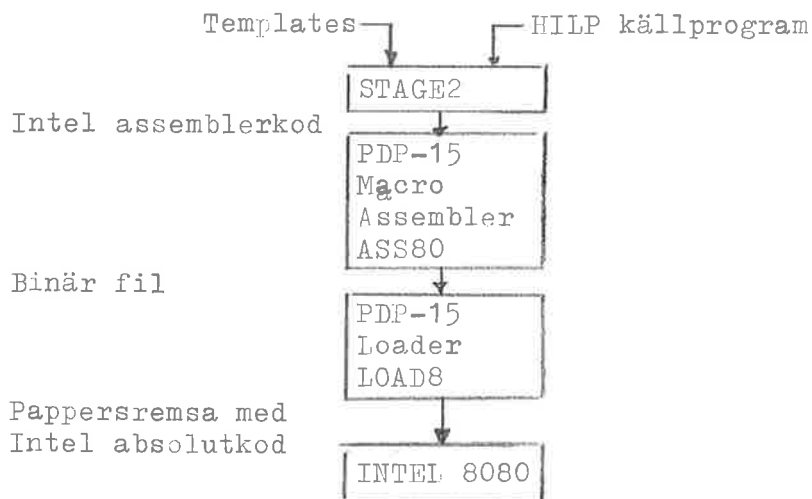 Templates HILP källprogram
STAGE2
Intel assemblerkod
PDP-15
Macro
Assembler
ASS80
Binär fil
PDP-15
Loader
LOAD8
Pappersremsa med
Intel absolutkod
INTEL 8080